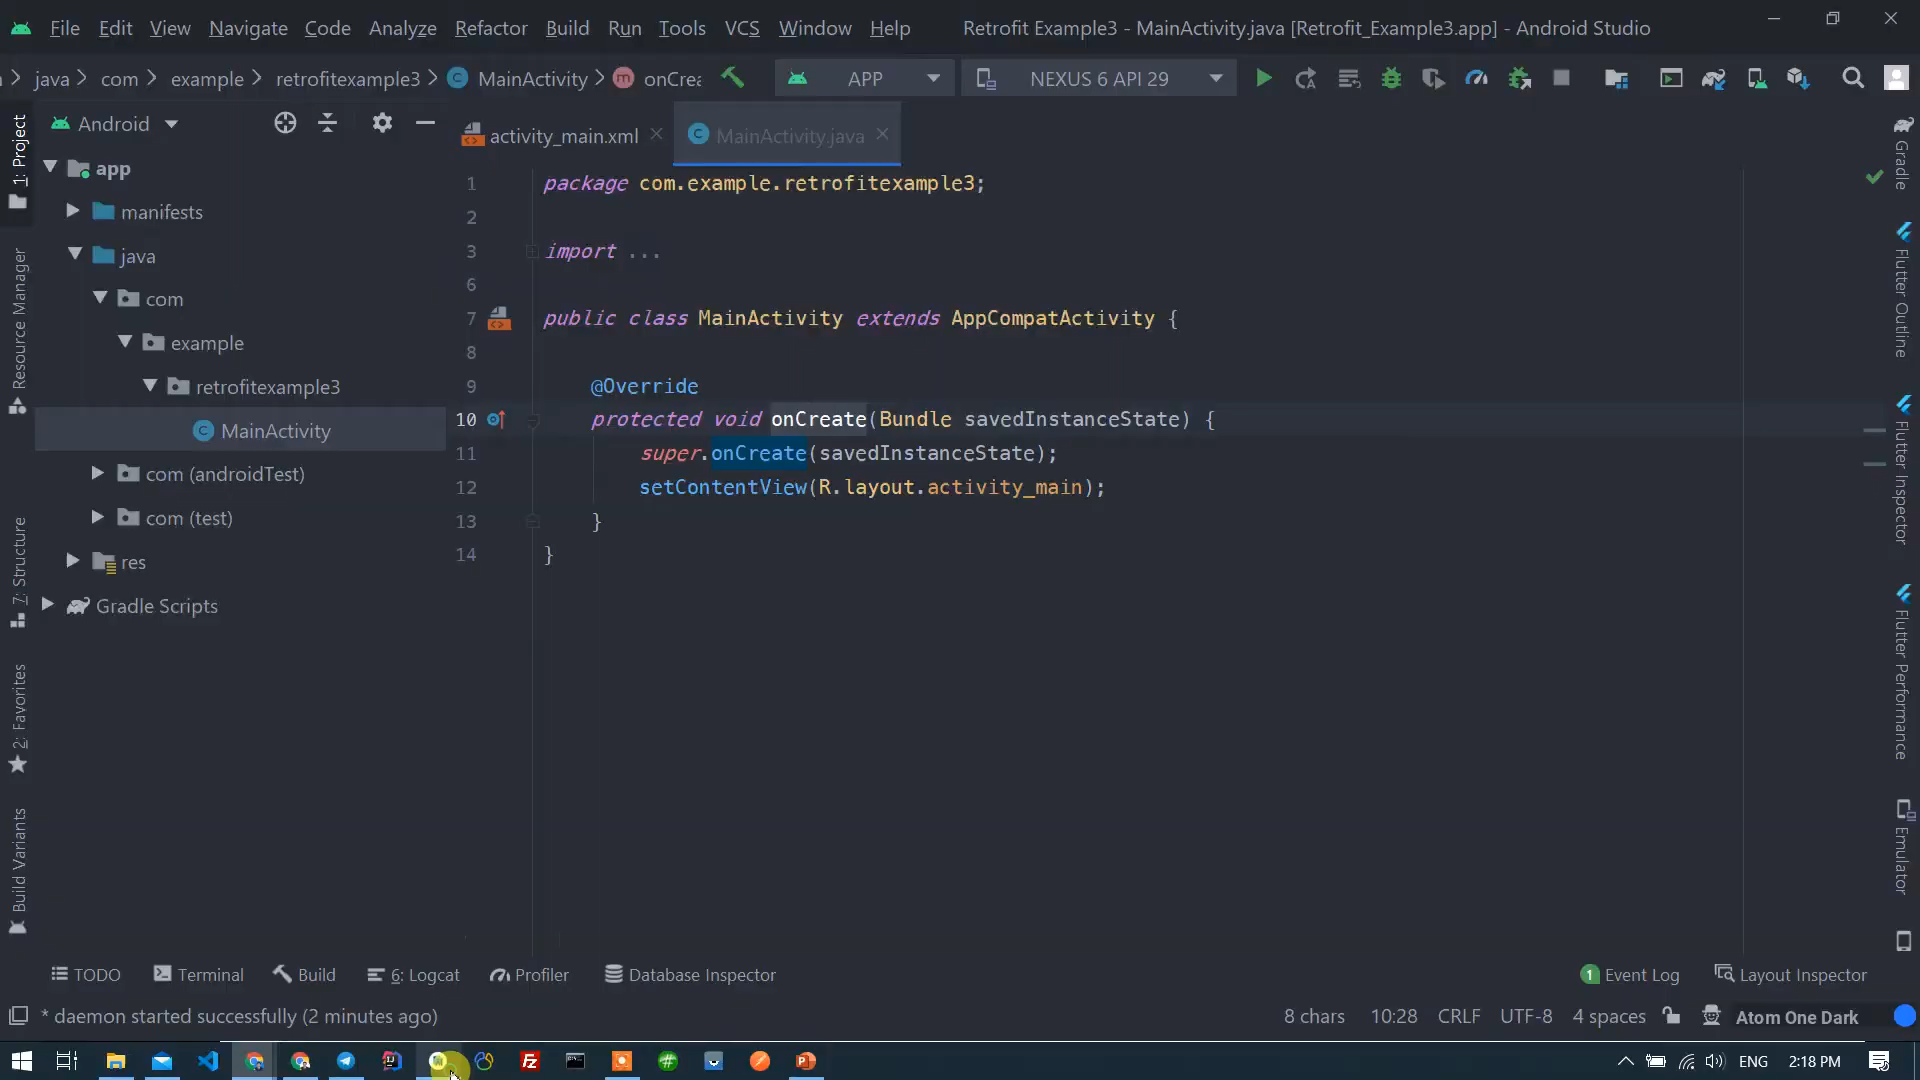 File Edit View Navigate Code Analyze Refactor Build Run Tools VCS Window Help Retrofit Example3 - MainActivity.java [Retrofit_Example3.app] - Android Studio
java com example retrofitexample3 MainActivity onCrea APP NEXUS 6 API 29
Android
activity_main.xml MainActivity.java
app
manifests
java
com
example
retrofitexample3
MainActivity
com (androidTest)
com (test)
res
Gradle Scripts
1 package com.example.retrofitexample3;
2
3 import ...
6
7 public class MainActivity extends AppCompatActivity {
8
9 @Override
10 protected void onCreate(Bundle savedInstanceState) {
11 super.onCreate(savedInstanceState);
12 setContentView(R.layout.activity_main);
13 }
14 }
1: Project
Resource Manager
7: Structure
2: Favorites
Build Variants
Gradle
Flutter Outline
Flutter Inspector
Flutter Performance
Emulator
TODO Terminal Build 6: Logcat Profiler Database Inspector 1 Event Log Layout Inspector
* daemon started successfully (2 minutes ago) 8 chars 10:28 CRLF UTF-8 4 spaces Atom One Dark
ENG 2:18 PM